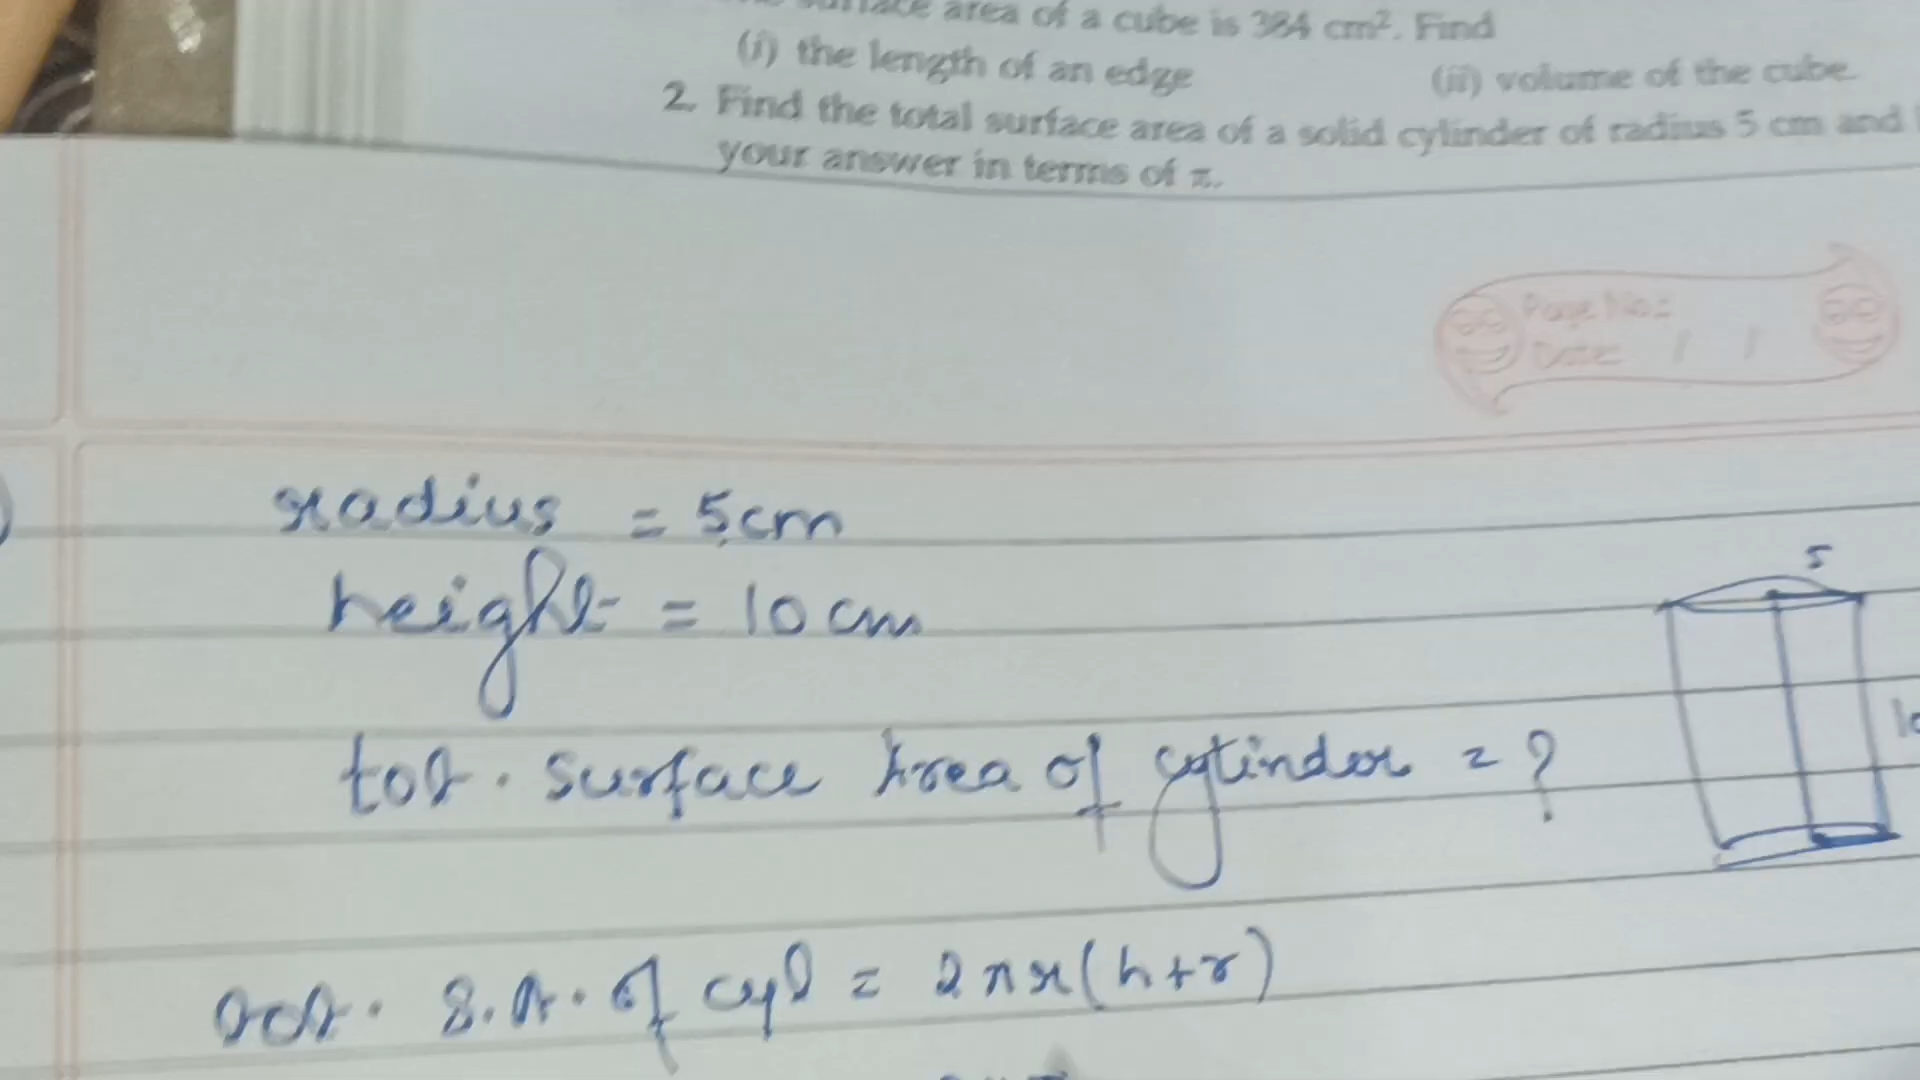 surface area of a cube is 384 cm². Find
(i) the length of an edge (ii) volume of the cube.
2. Find the total surface area of a solid cylinder of radius 5 cm and
your answer in terms of π.
Page No.:
Date: / /
radius = 5cm
5
height = 10 cm
tot. surface Area of cylinder = ?
tot. S.A. of cyl = 2πr(h+r)